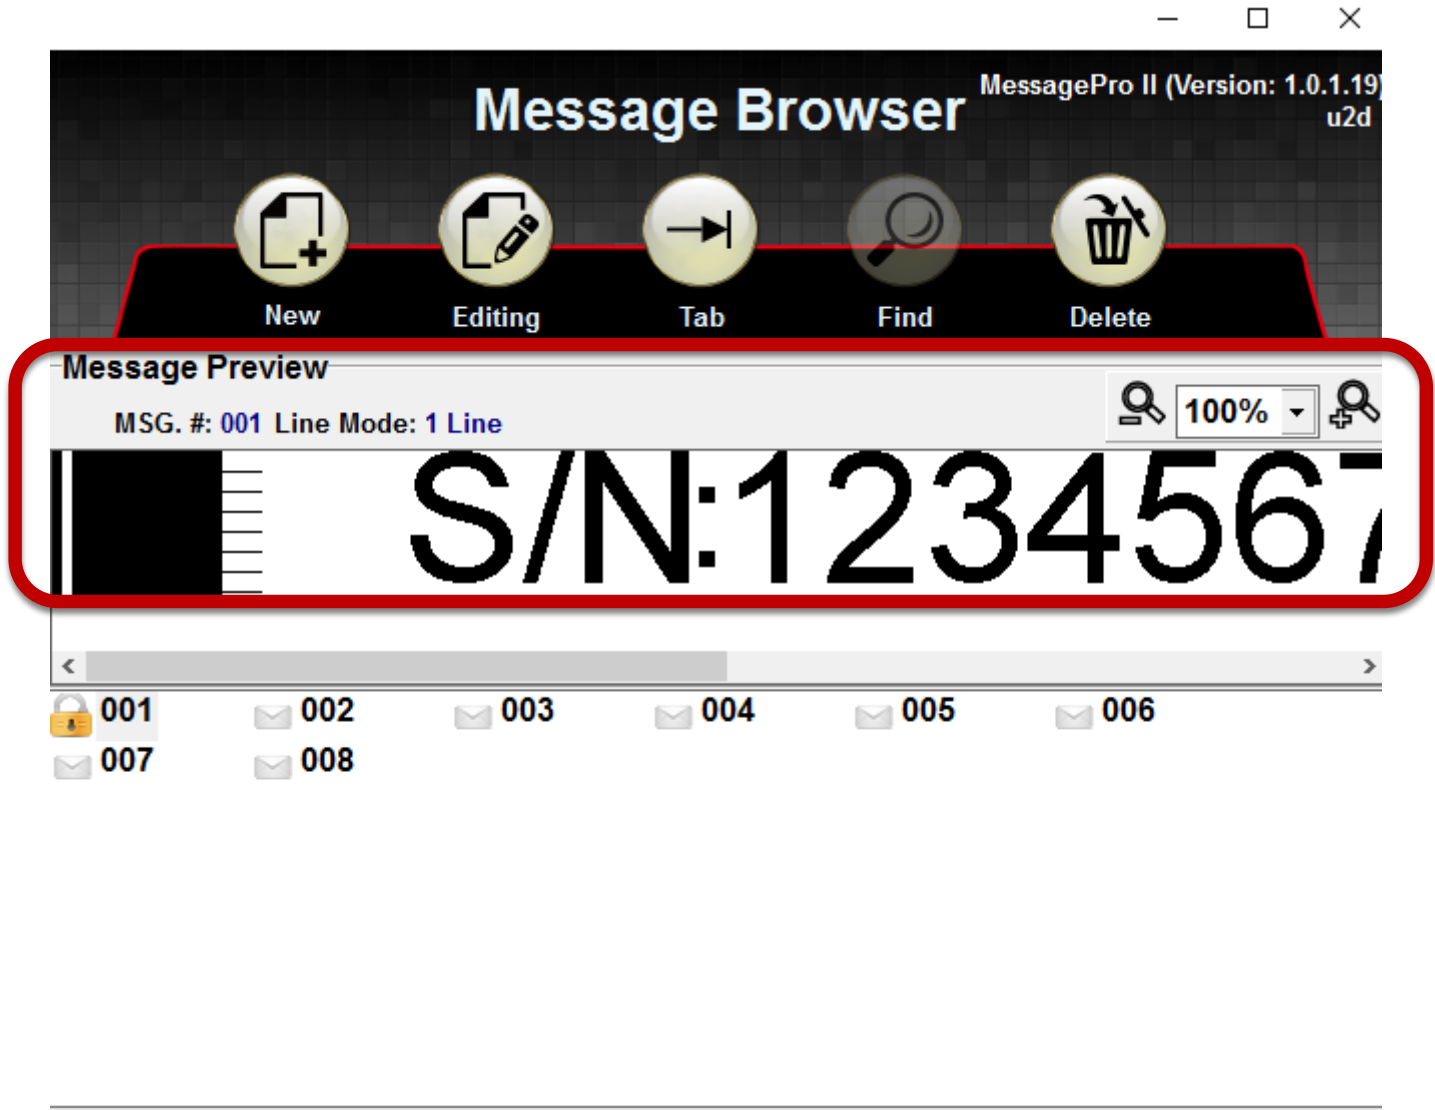 Message Browser
MessagePro II (Version: 1.0.1.19)
u2d
New Editing Tab Find Delete
Message Preview
MSG. #: 001 Line Mode: 1 Line
100%
S/N:1234567
001 002 003 004 005 006
007 008